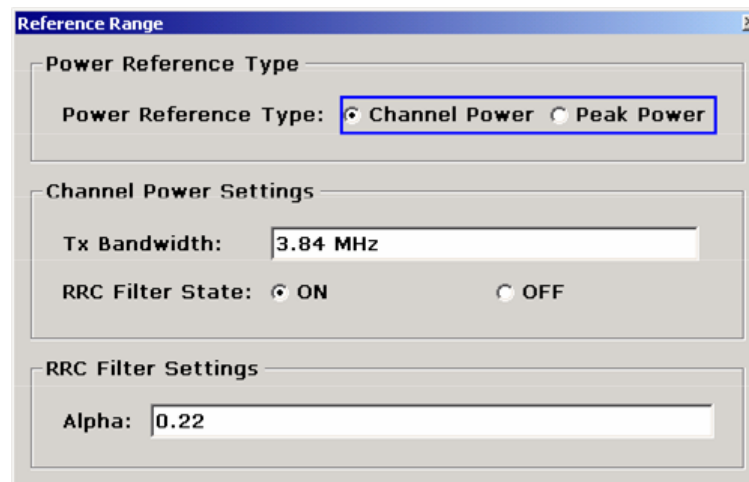 Reference Range
Power Reference Type
Power Reference Type: Channel Power Peak Power
Channel Power Settings
Tx Bandwidth: 3.84 MHz
RRC Filter State: ON OFF
RRC Filter Settings
Alpha: 0.22